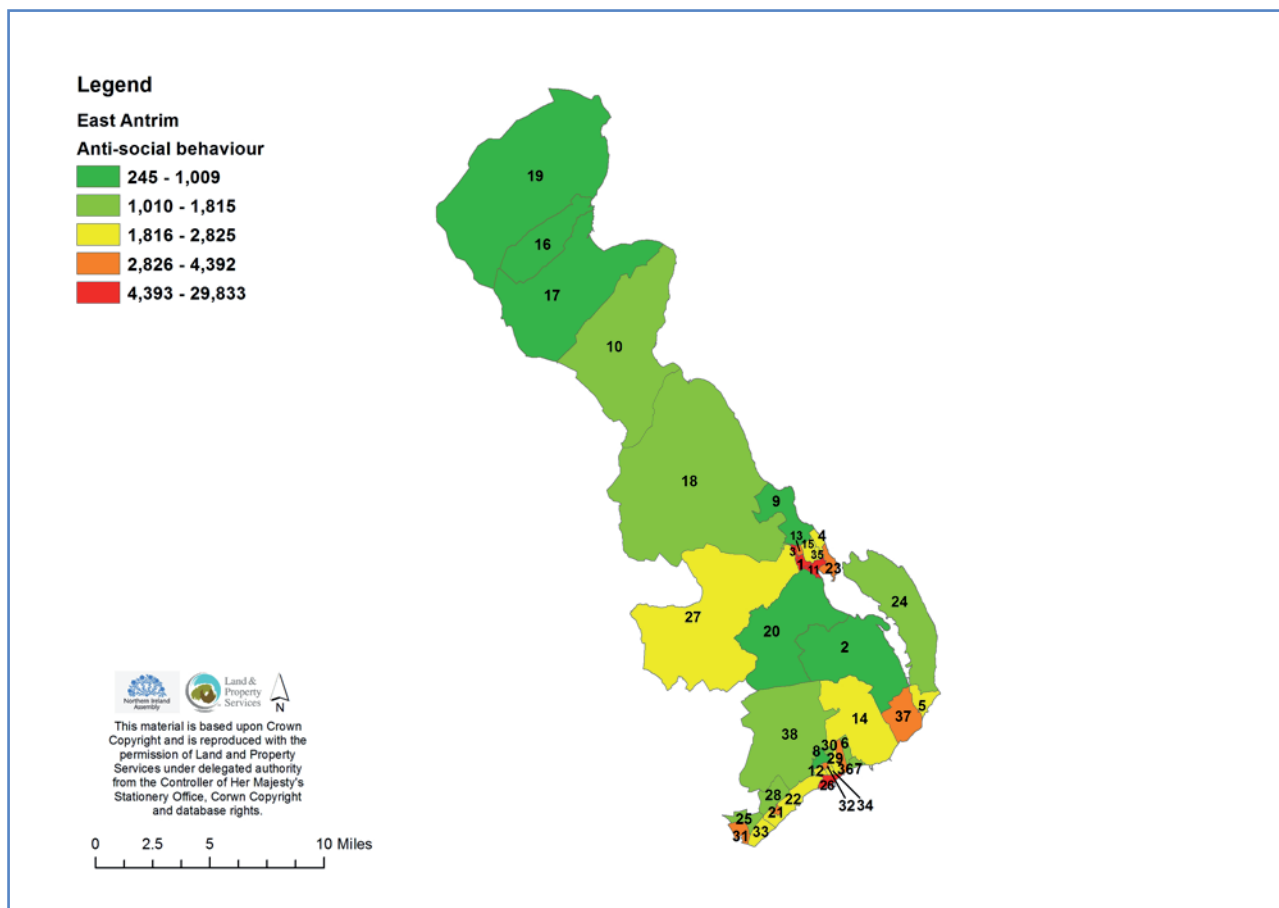 Legend
East Antrim
Anti-social behaviour
245 - 1,009
1,010 - 1,815
1,816 - 2,825
2,826 - 4,392
4,393 - 29,833
19
16
17
10
18
9
13
4
15
3
35
1
11
23
24
27
20
2
5
37
14
38
30
6
8
29
12
36
7
26
32
34
28
22
21
25
33
31
Northern Ireland
Assembly
Land &
Property
Services
N
This material is based upon Crown
Copyright and is reproduced with the
permission of Land and Property
Services under delegated authority
from the Controller of Her Majesty's
Stationery Office, Corwn Copyright
and database rights.
0 2.5 5 10 Miles